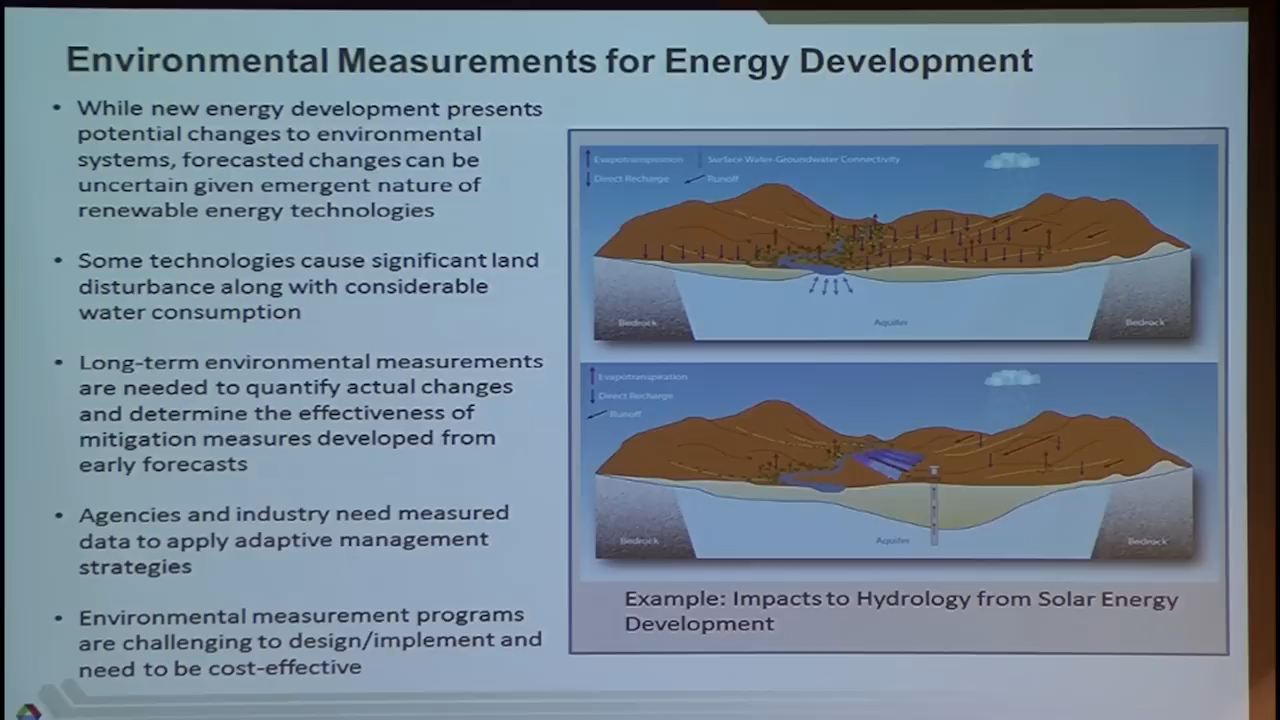 Environmental Measurements for Energy Development
• While new energy development presents
potential changes to environmental
systems, forecasted changes can be
uncertain given emergent nature of
renewable energy technologies
• Some technologies cause significant land
disturbance along with considerable
water consumption
• Long-term environmental measurements
are needed to quantify actual changes
and determine the effectiveness of
mitigation measures developed from
early forecasts
• Agencies and industry need measured
data to apply adaptive management
strategies
• Environmental measurement programs
are challenging to design/implement and
need to be cost-effective
Evapotranspiration
Surface Water-Groundwater Connectivity
Direct Recharge
Runoff
Bedrock
Aquifer
Bedrock
Evapotranspiration
Direct Recharge
Runoff
Bedrock
Aquifer
Bedrock
Example: Impacts to Hydrology from Solar Energy
Development